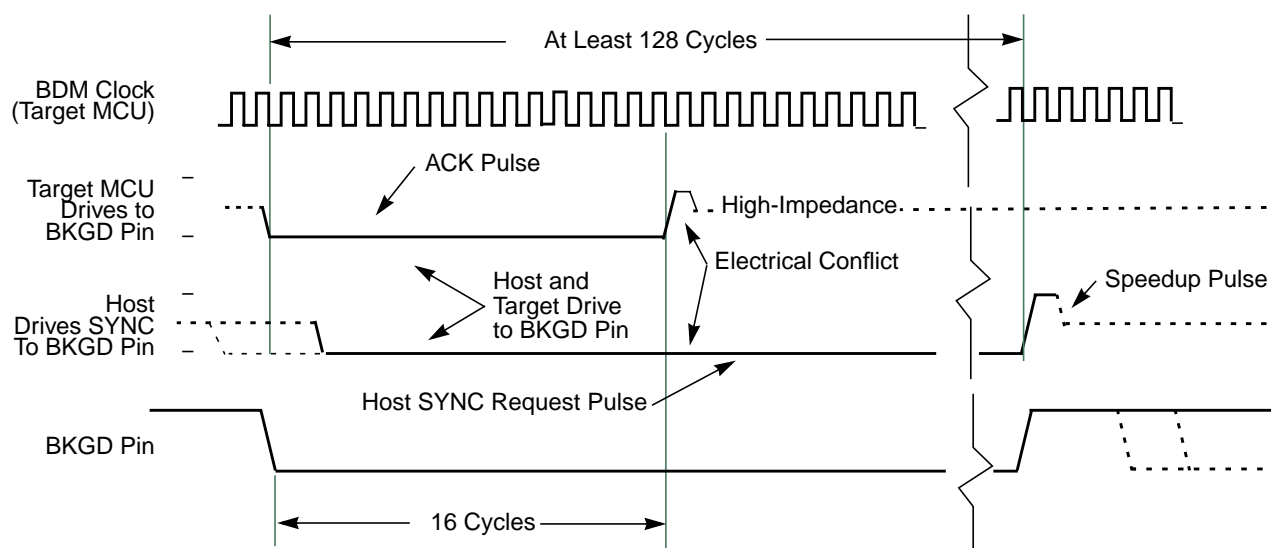 At Least 128 Cycles
BDM Clock
(Target MCU)
ACK Pulse
Target MCU
Drives to
BKGD Pin
High-Impedance
Electrical Conflict
Host and
Target Drive
to BKGD Pin
Speedup Pulse
Host
Drives SYNC
To BKGD Pin
Host SYNC Request Pulse
BKGD Pin
16 Cycles